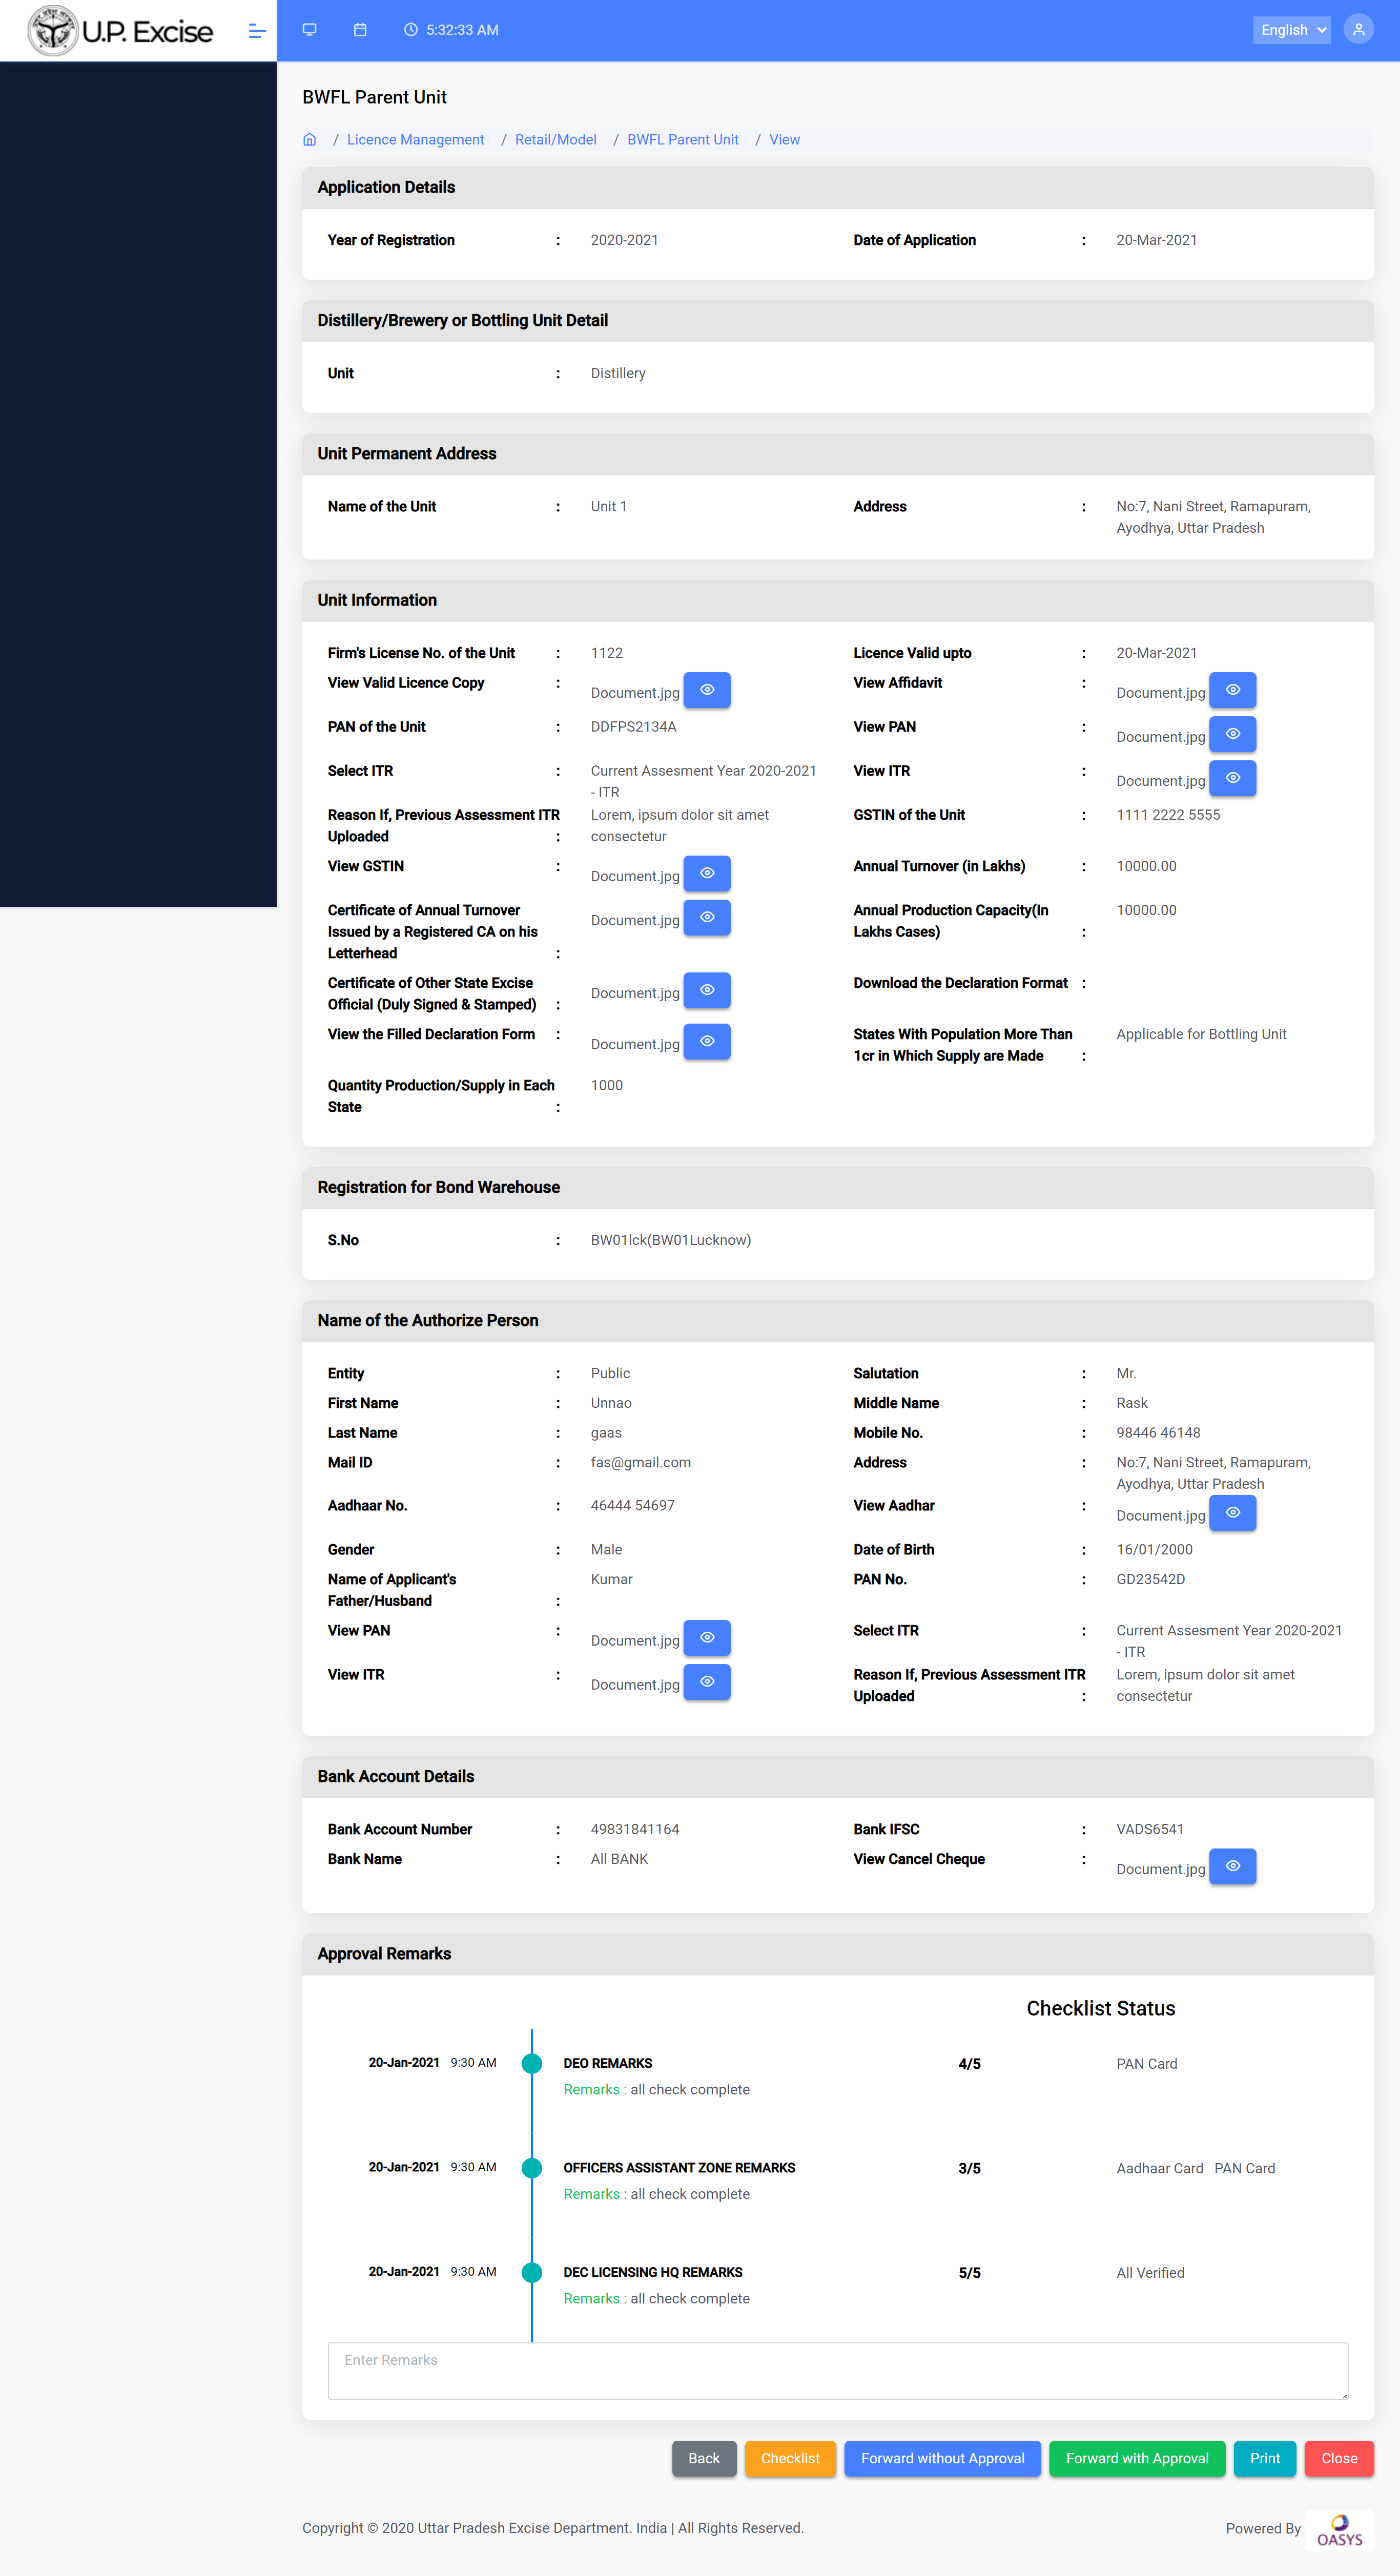 U.P. Excise
5:32:33 AM
English
BWFL Parent Unit
/ Licence Management / Retail/Model / BWFL Parent Unit / View
Application Details
Year of Registration : 2020-2021 Date of Application : 20-Mar-2021
Distillery/Brewery or Bottling Unit Detail
Unit : Distillery
Unit Permanent Address
Name of the Unit : Unit 1 Address : No:7, Nani Street, Ramapuram,
Ayodhya, Uttar Pradesh
Unit Information
Firm's License No. of the Unit : 1122 Licence Valid upto : 20-Mar-2021
View Valid Licence Copy : Document.jpg View Affidavit : Document.jpg
PAN of the Unit : DDFPS2134A View PAN : Document.jpg
Select ITR : Current Assesment Year 2020-2021 View ITR : Document.jpg
- ITR
Reason If, Previous Assessment ITR Lorem, ipsum dolor sit amet GSTIN of the Unit : 1111 2222 5555
Uploaded : consectetur
View GSTIN : Document.jpg Annual Turnover (in Lakhs) : 10000.00
Certificate of Annual Turnover Document.jpg Annual Production Capacity(In 10000.00
Issued by a Registered CA on his Lakhs Cases) :
Letterhead :
Certificate of Other State Excise Document.jpg Download the Declaration Format :
Official (Duly Signed & Stamped) :
View the Filled Declaration Form : Document.jpg States With Population More Than Applicable for Bottling Unit
1cr in Which Supply are Made :
Quantity Production/Supply in Each 1000
State :
Registration for Bond Warehouse
S.No : BW01lck(BW01Lucknow)
Name of the Authorize Person
Entity : Public Salutation : Mr.
First Name : Unnao Middle Name : Rask
Last Name : gaas Mobile No. : 98446 46148
Mail ID : fas@gmail.com Address : No:7, Nani Street, Ramapuram,
Ayodhya, Uttar Pradesh
Aadhaar No. : 46444 54697 View Aadhar : Document.jpg
Gender : Male Date of Birth : 16/01/2000
Name of Applicant's Kumar PAN No. : GD23542D
Father/Husband :
View PAN : Document.jpg Select ITR : Current Assesment Year 2020-2021
- ITR
View ITR : Document.jpg Reason If, Previous Assessment ITR Lorem, ipsum dolor sit amet
Uploaded : consectetur
Bank Account Details
Bank Account Number : 49831841164 Bank IFSC : VADS6541
Bank Name : All BANK View Cancel Cheque : Document.jpg
Approval Remarks
Checklist Status
20-Jan-2021 9:30 AM DEO REMARKS 4/5 PAN Card
Remarks : all check complete
20-Jan-2021 9:30 AM OFFICERS ASSISTANT ZONE REMARKS 3/5 Aadhaar Card PAN Card
Remarks : all check complete
20-Jan-2021 9:30 AM DEC LICENSING HQ REMARKS 5/5 All Verified
Remarks : all check complete
Enter Remarks
Back Checklist Forward without Approval Forward with Approval Print Close
Copyright © 2020 Uttar Pradesh Excise Department. India | All Rights Reserved. Powered By OASYS